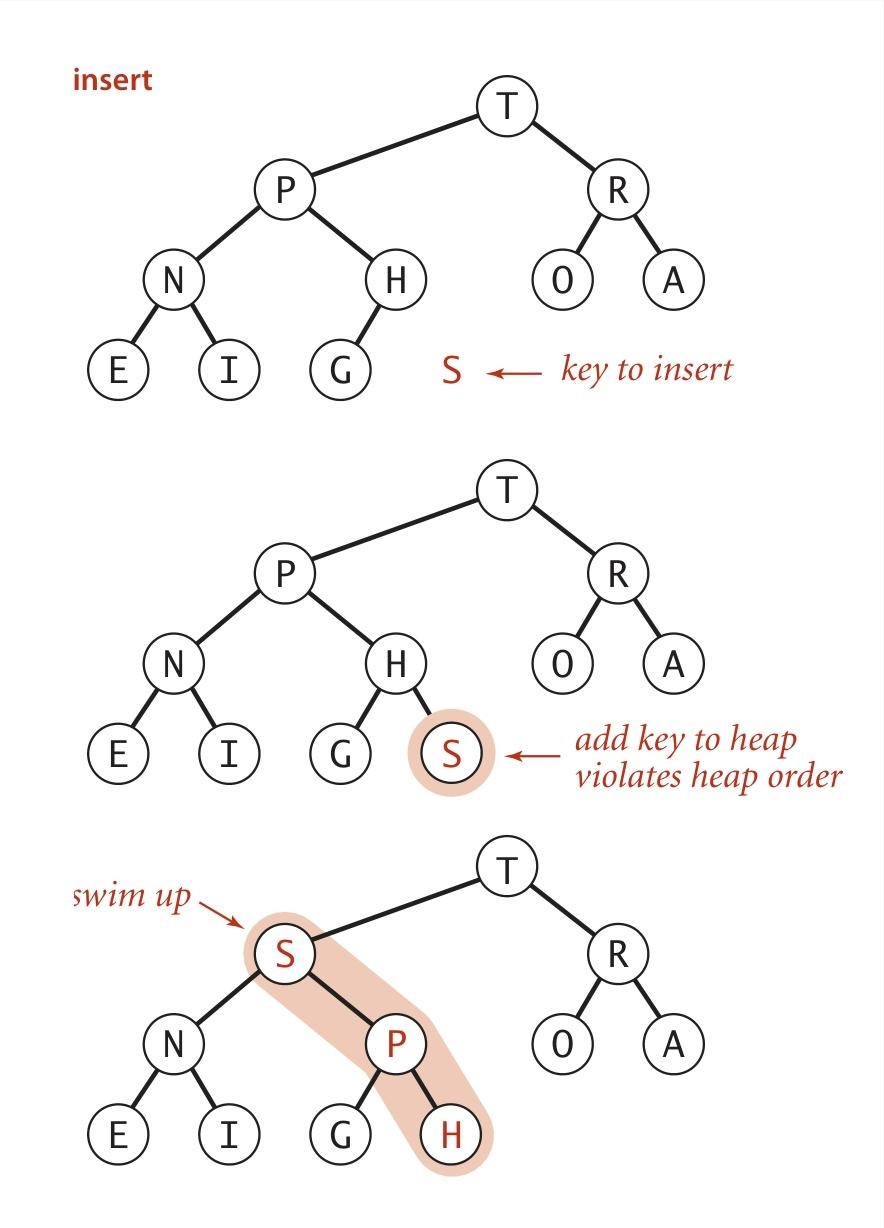 insert
T
P R
N H O A
E I G S key to insert
T
P R
N H O A
E I G S
add key to heap
violates heap order
T
swim up
S R
N P O A
E I G H